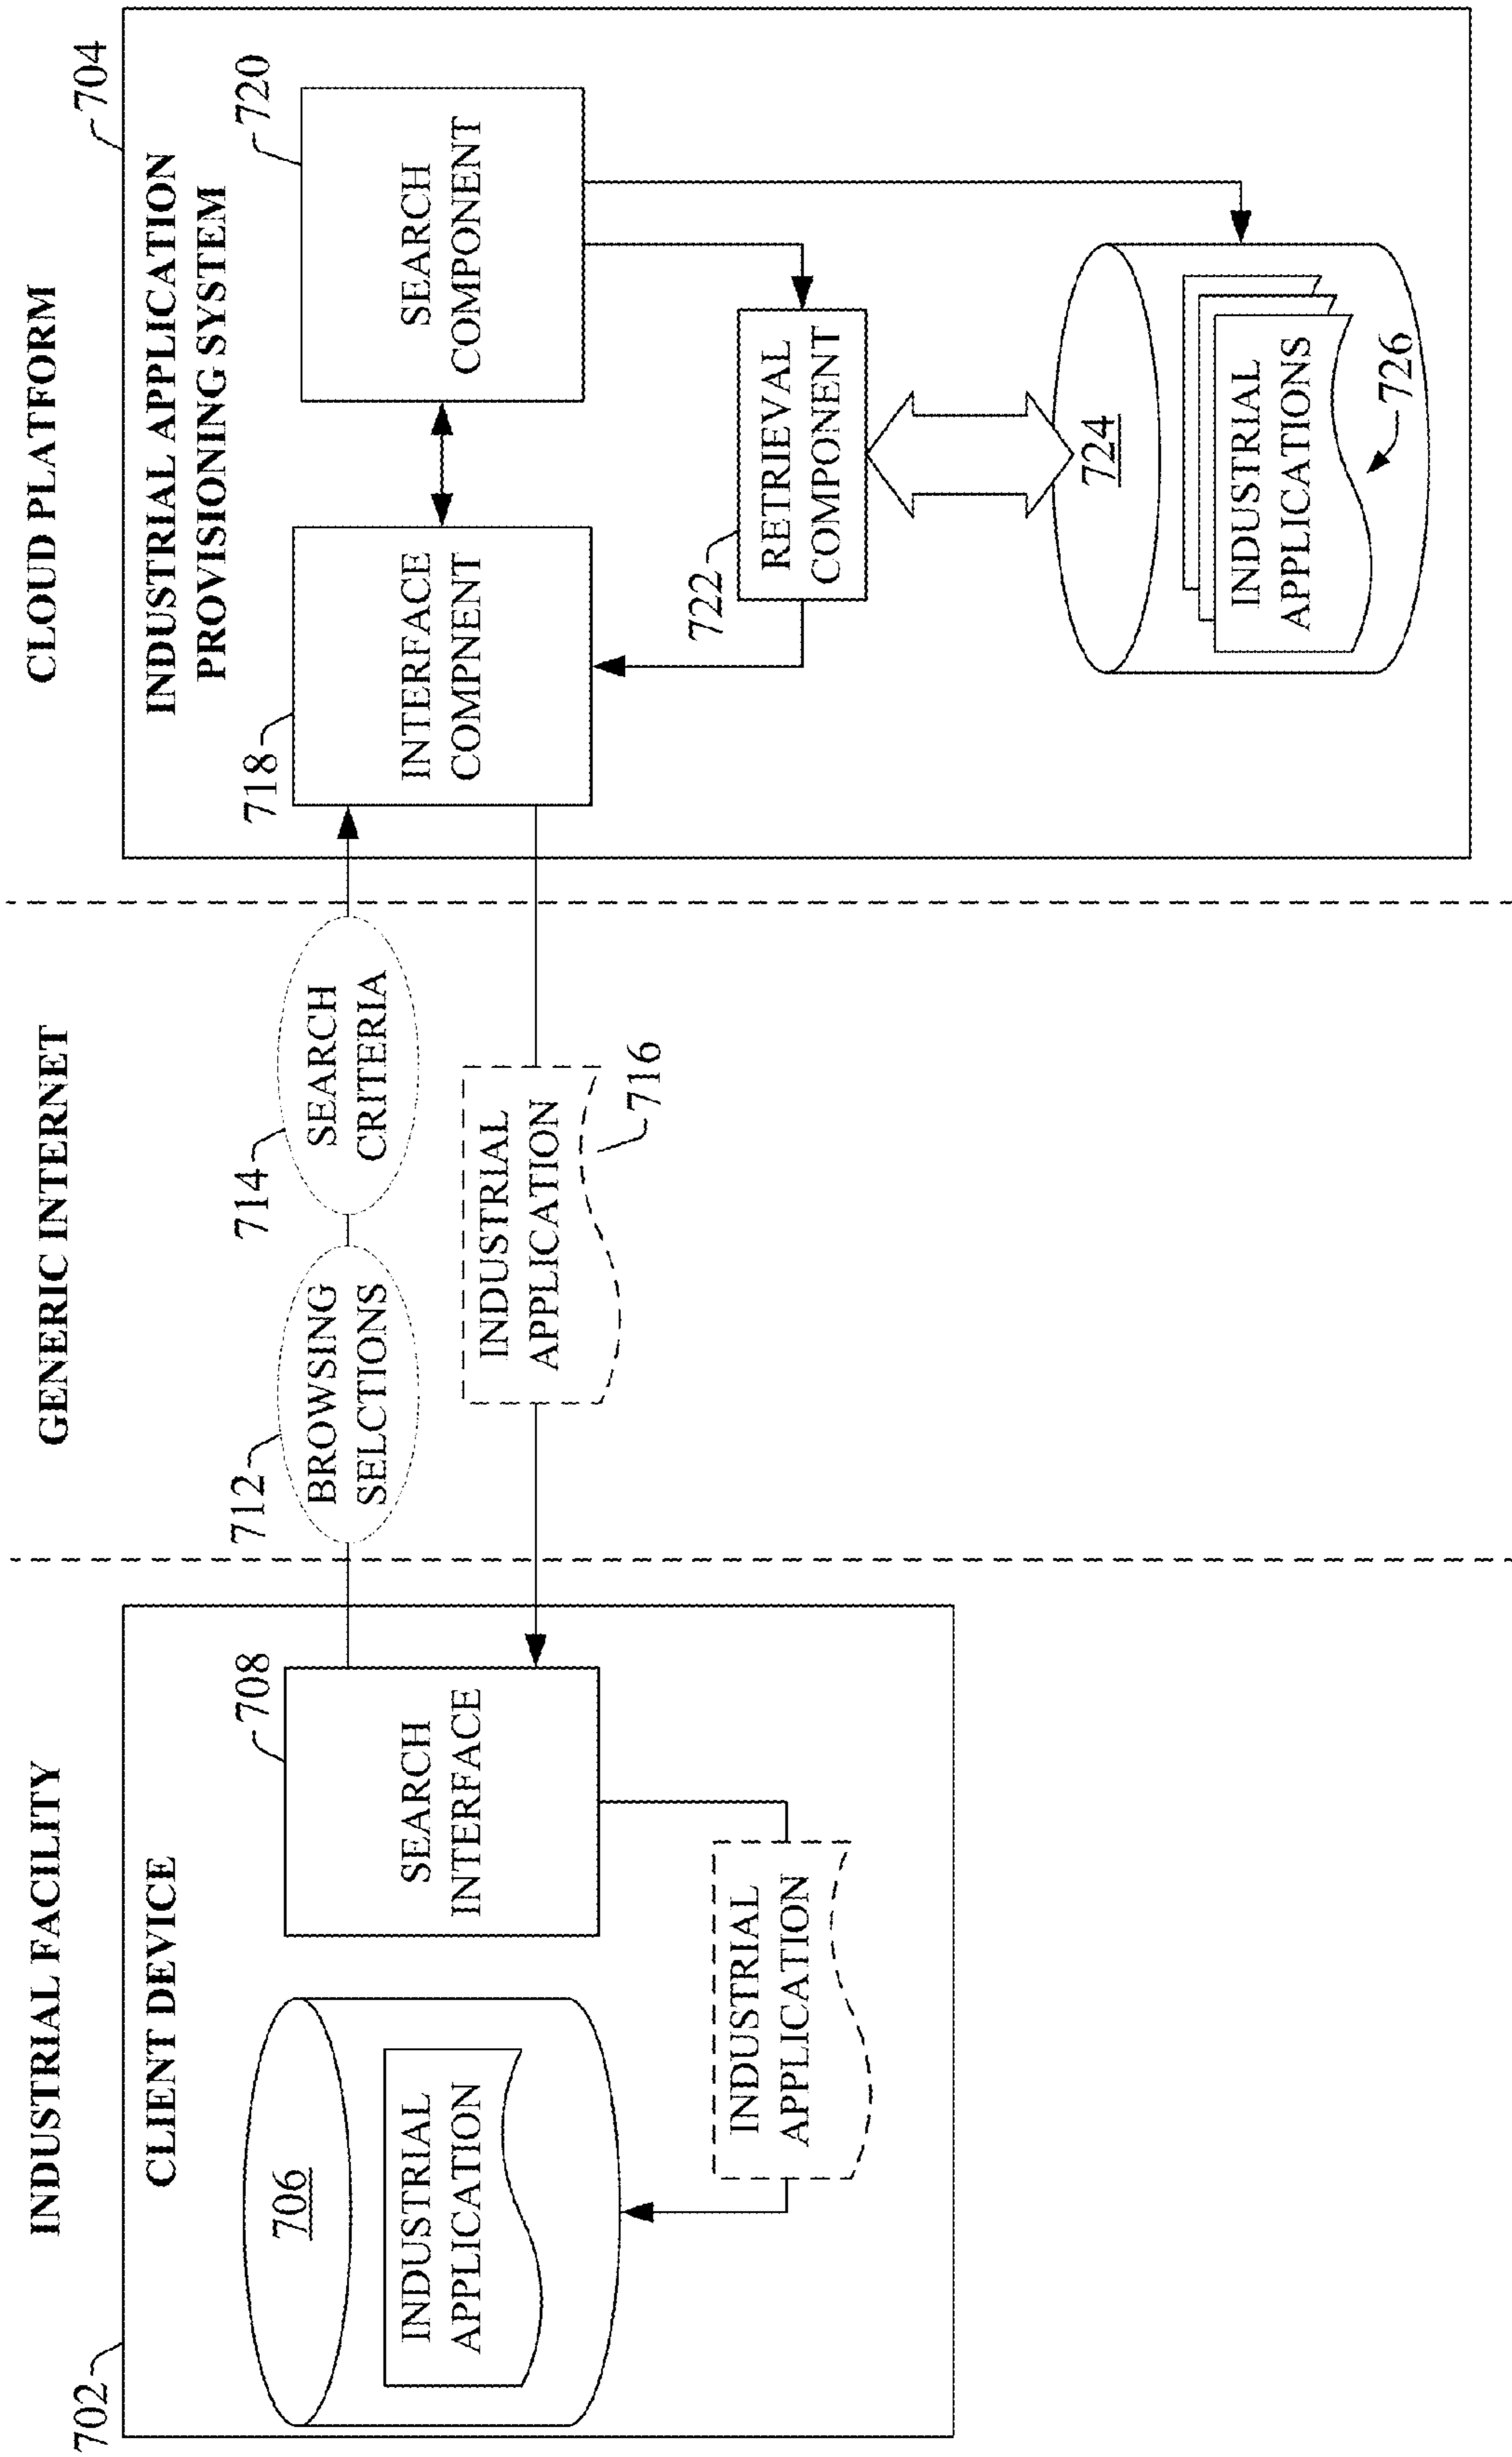 INDUSTRIAL FACILITY
702
CLIENT DEVICE
706
INDUSTRIAL
APPLICATION
708
SEARCH
INTERFACE
INDUSTRIAL
APPLICATION
GENERIC INTERNET
712
BROWSING
SELCTIONS
714
SEARCH
CRITERIA
INDUSTRIAL
APPLICATION
716
CLOUD PLATFORM
704
INDUSTRIAL APPLICATION
PROVISIONING SYSTEM
718
INTERFACE
COMPNENT
720
SEARCH
COMPONENT
722
RETRIEVAL
COMPONENT
724
INDUSTRIAL
APPLICATIONS
726